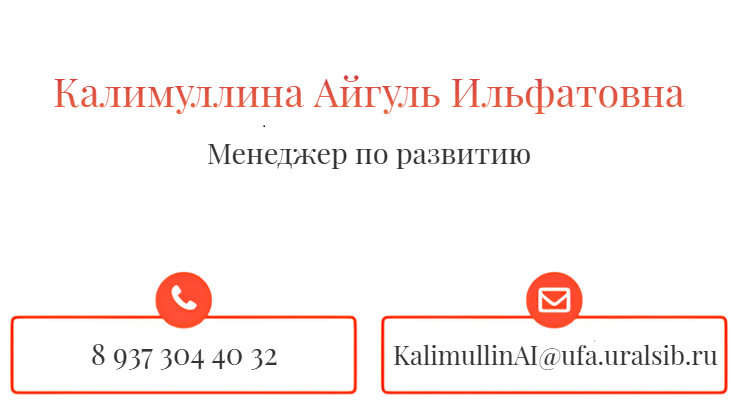 Калимуллина Айгуль Ильфатовна
Менеджер по развитию
8 937 304 40 32
KalimullinAI@ufa.uralsib.ru